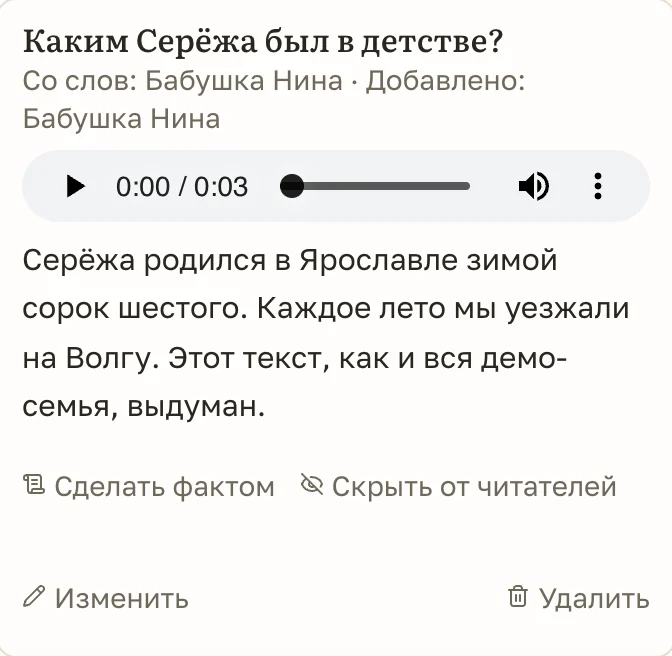 Каким Серёжа был в детстве?
Со слов: Бабушка Нина · Добавлено:
Бабушка Нина
0:00 / 0:03
Серёжа родился в Ярославле зимой
сорок шестого. Каждое лето мы уезжали
на Волгу. Этот текст, как и вся демо-
семья, выдуман.
Сделать фактом Скрыть от читателей
Изменить Удалить